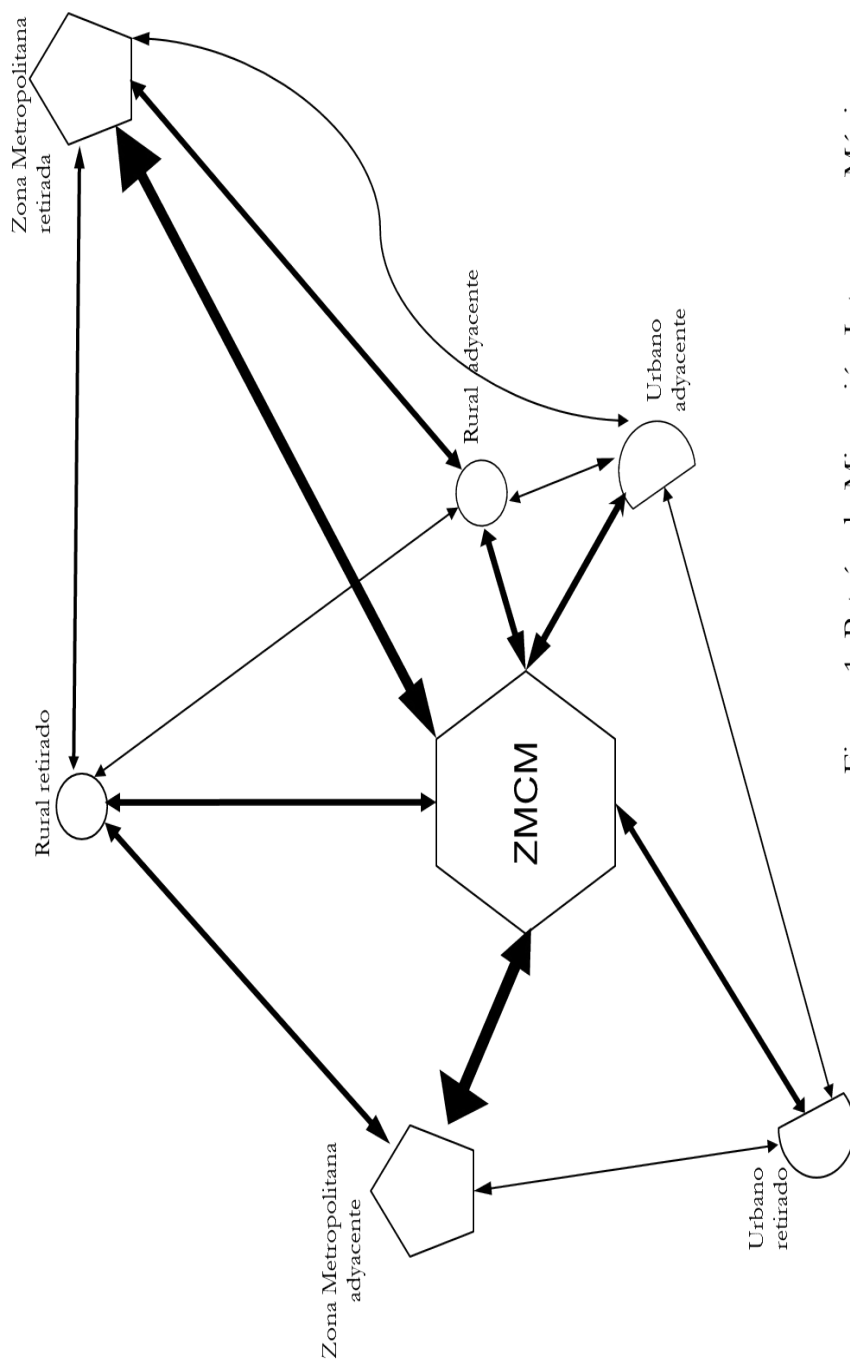 Zona Metropolitana
retirada
Rural retirado
Zona Metropolitana
adyacente
Rural adyacente
ZMCM
Urbano
adyacente
Urbano
retirado